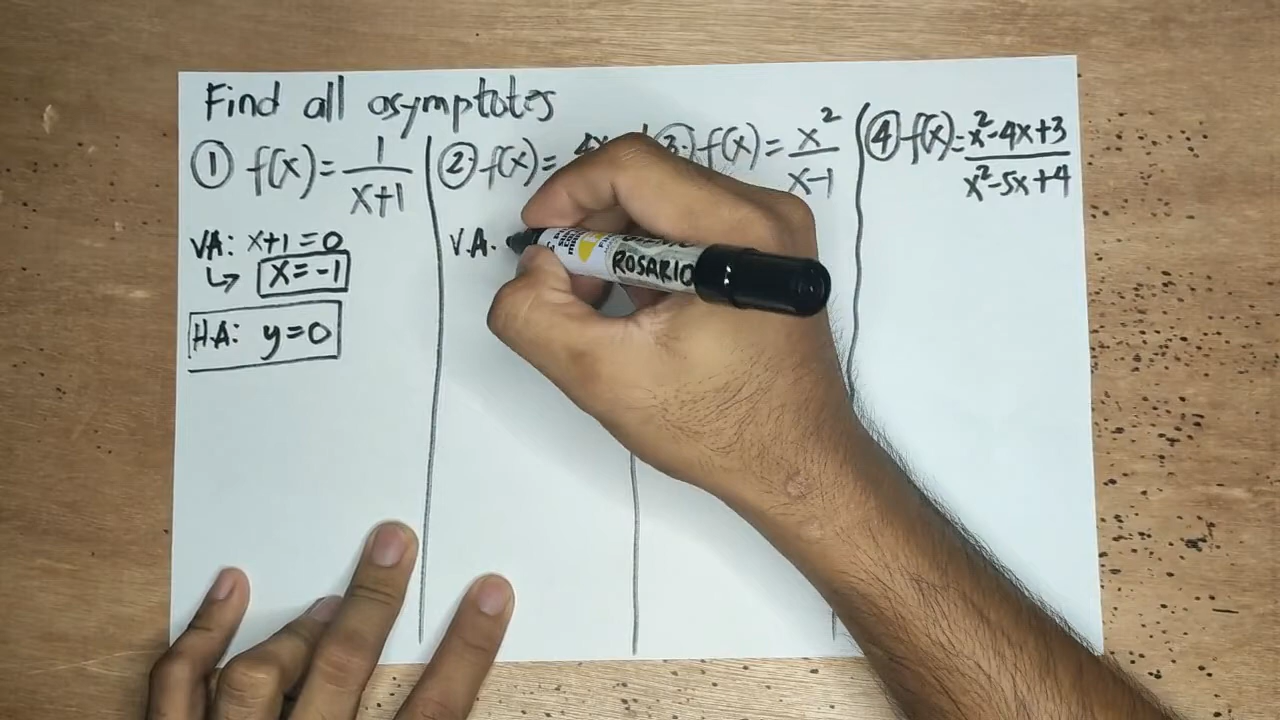 Find all asymptotes
① f(x)= 1/(x+1)
VA: x+1=0
↳ x=-1
H.A: y=0
② f(x)= 4x
V.A.
③ f(x)= x²/(x-1)
④ f(x)= (x²-4x+3)/(x²-5x+4)
ROSARIO